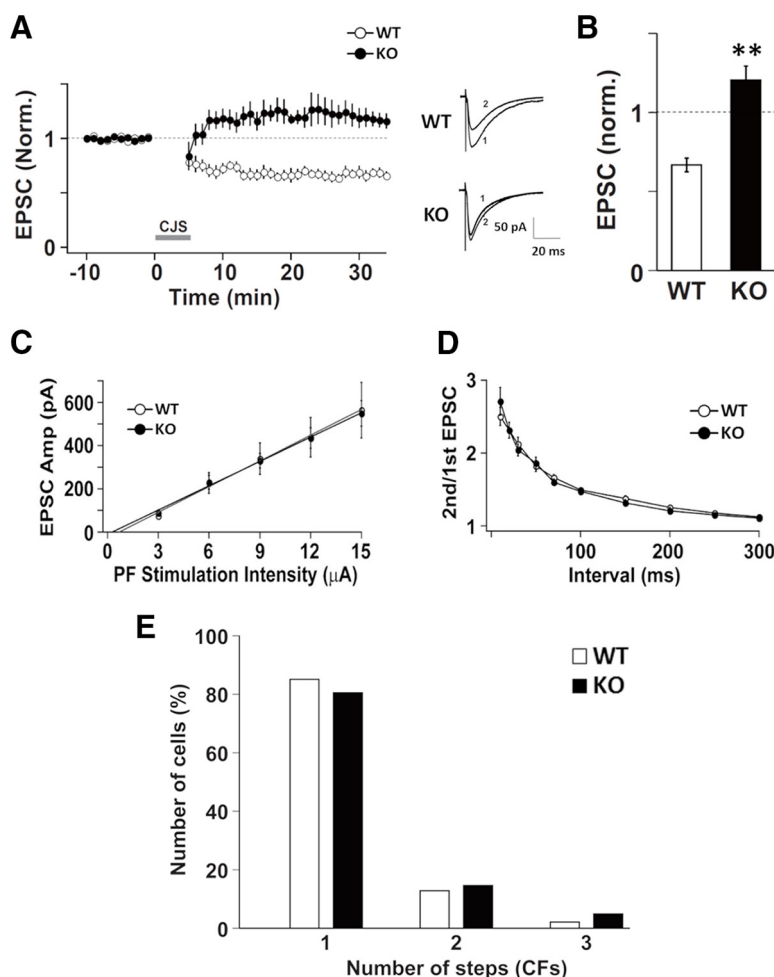 A
WT
KO
EPSC (Norm.)
1
0
CJS
-10 0 10 20 30
Time (min)
WT
2
1
KO
1
2
50 pA
20 ms
B
**
EPSC (norm.)
1
0
WT KO
C
WT
KO
EPSC Amp (pA)
600
400
200
0
0 3 6 9 12 15
PF Stimulation Intensity (μA)
D
WT
KO
2nd/1st EPSC
3
2
1
100 200 300
Interval (ms)
E
WT
KO
Number of cells (%)
100
80
60
40
20
0
1 2 3
Number of steps (CFs)